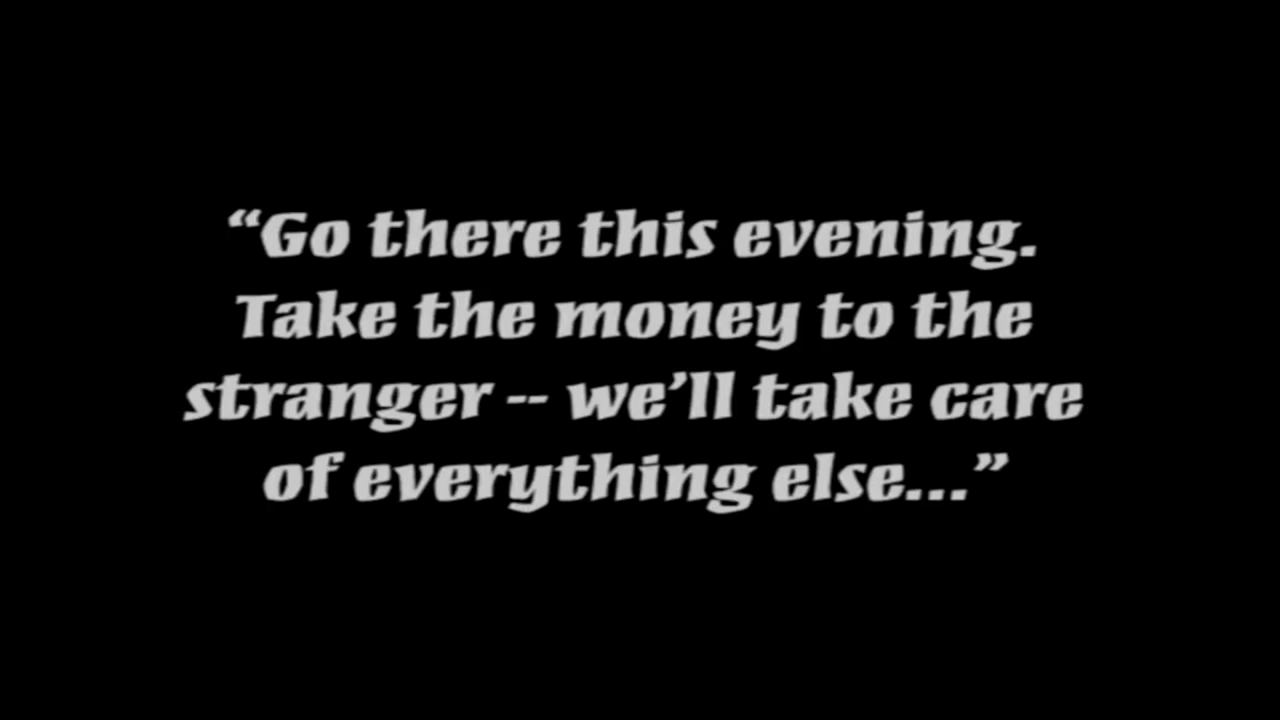 “Go there this evening.
Take the money to the
stranger -- we’ll take care
of everything else...”